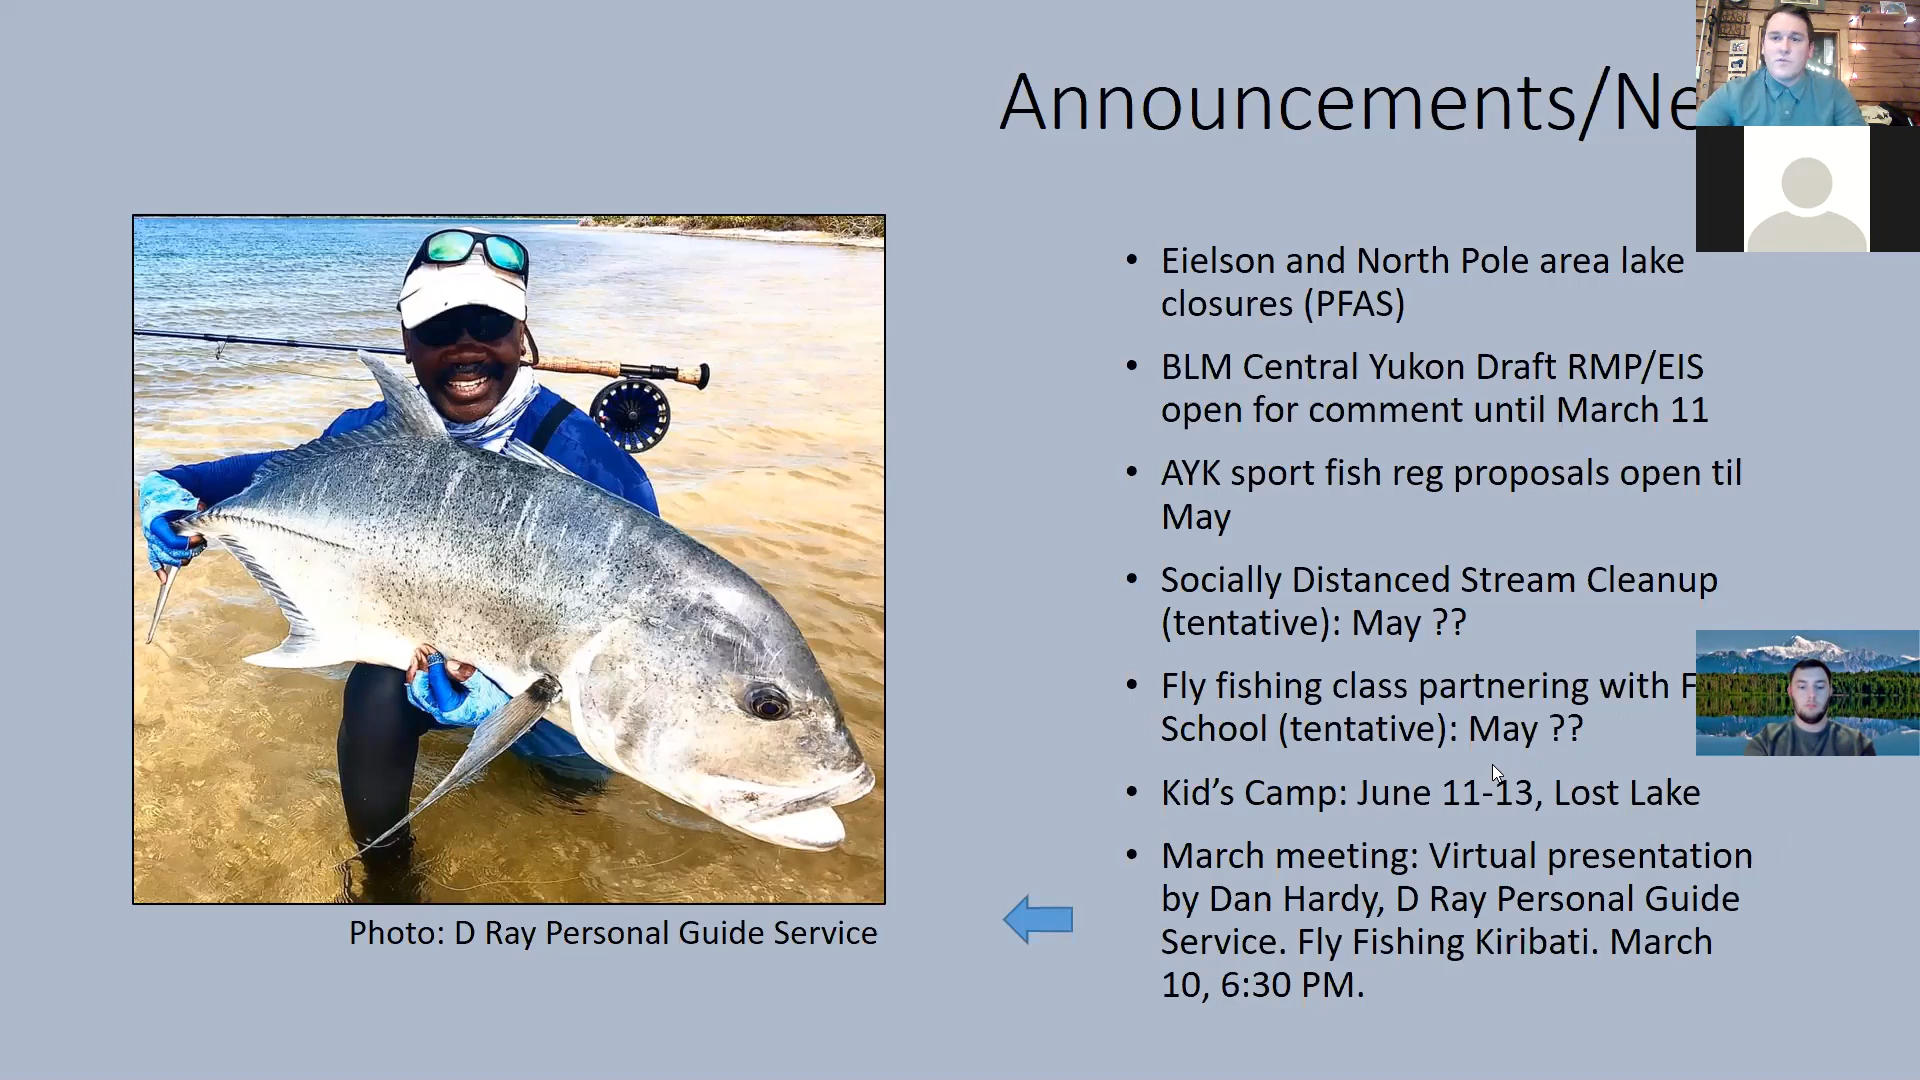 Announcements/Ne
• Eielson and North Pole area lake
closures (PFAS)
• BLM Central Yukon Draft RMP/EIS
open for comment until March 11
• AYK sport fish reg proposals open til
May
• Socially Distanced Stream Cleanup
(tentative): May ??
• Fly fishing class partnering with F
School (tentative): May ??
• Kid’s Camp: June 11-13, Lost Lake
• March meeting: Virtual presentation
by Dan Hardy, D Ray Personal Guide
Service. Fly Fishing Kiribati. March
10, 6:30 PM.
Photo: D Ray Personal Guide Service